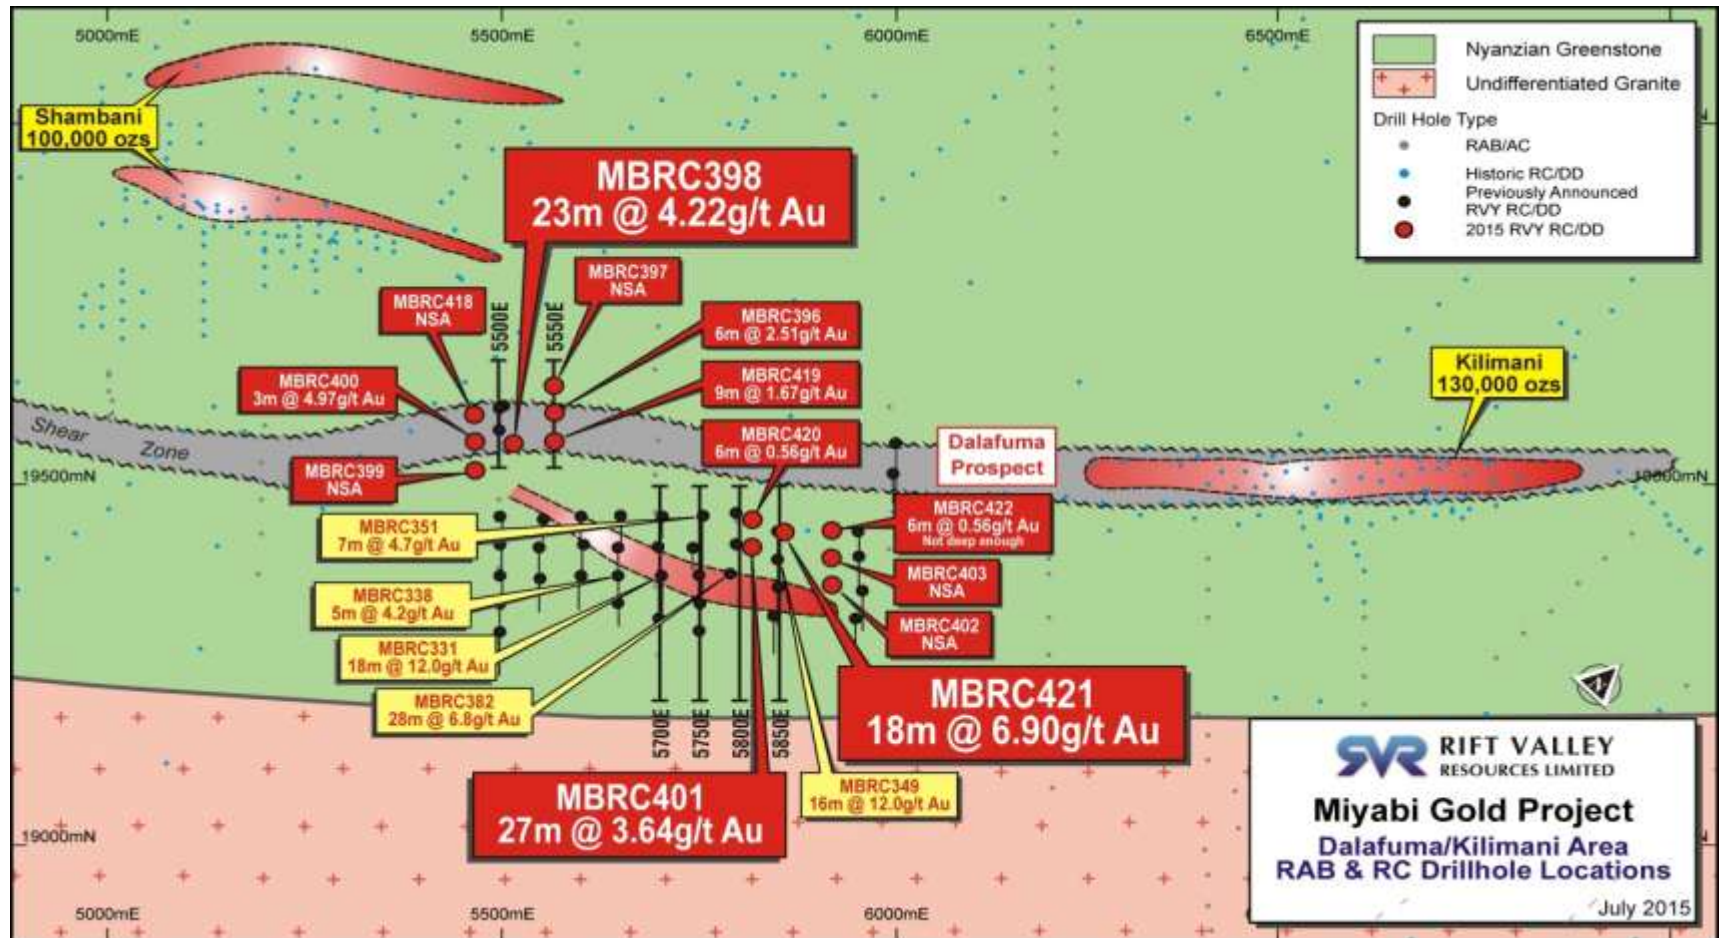 5000mE
5500mE
6000mE
6500mE
Nyanzian Greenstone
Undifferentiated Granite
Drill Hole Type
RAB/AC
Historic RC/DD
Previously Announced
RVY RC/DD
2015 RVY RC/DD
Shambani
100,000 ozs
MBRC398
23m @ 4.22g/t Au
MBRC397
NSA
MBRC418
NSA
5500E
5550E
MBRC396
6m @ 2.51g/t Au
MBRC400
3m @ 4.97g/t Au
MBRC419
9m @ 1.67g/t Au
Kilimani
130,000 ozs
Shear
Zone
MBRC420
6m @ 0.56g/t Au
Dalafuma
Prospect
MBRC399
NSA
19500mN
MBRC351
7m @ 4.7g/t Au
MBRC422
6m @ 0.56g/t Au
Not deep enough
MBRC403
NSA
MBRC338
5m @ 4.2g/t Au
MBRC402
NSA
MBRC331
18m @ 12.0g/t Au
MBRC382
28m @ 6.8g/t Au
5700E
5750E
5800E
5850E
MBRC421
18m @ 6.90g/t Au
MBRC401
27m @ 3.64g/t Au
MBRC349
16m @ 12.0g/t Au
SVR RIFT VALLEY
RESOURCES LIMITED
Miyabi Gold Project
Dalafuma/Kilimani Area
RAB & RC Drillhole Locations
July 2015
19000mN
5000mE
5500mE
6000mE